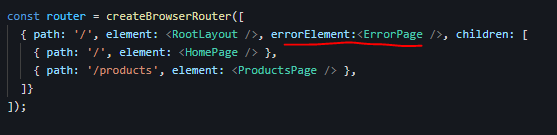 const router = createBrowserRouter([
{ path: '/', element: <RootLayout />, errorElement:<ErrorPage />, children: [
{ path: '/', element: <HomePage /> },
{ path: '/products', element: <ProductsPage /> },
]}
]);